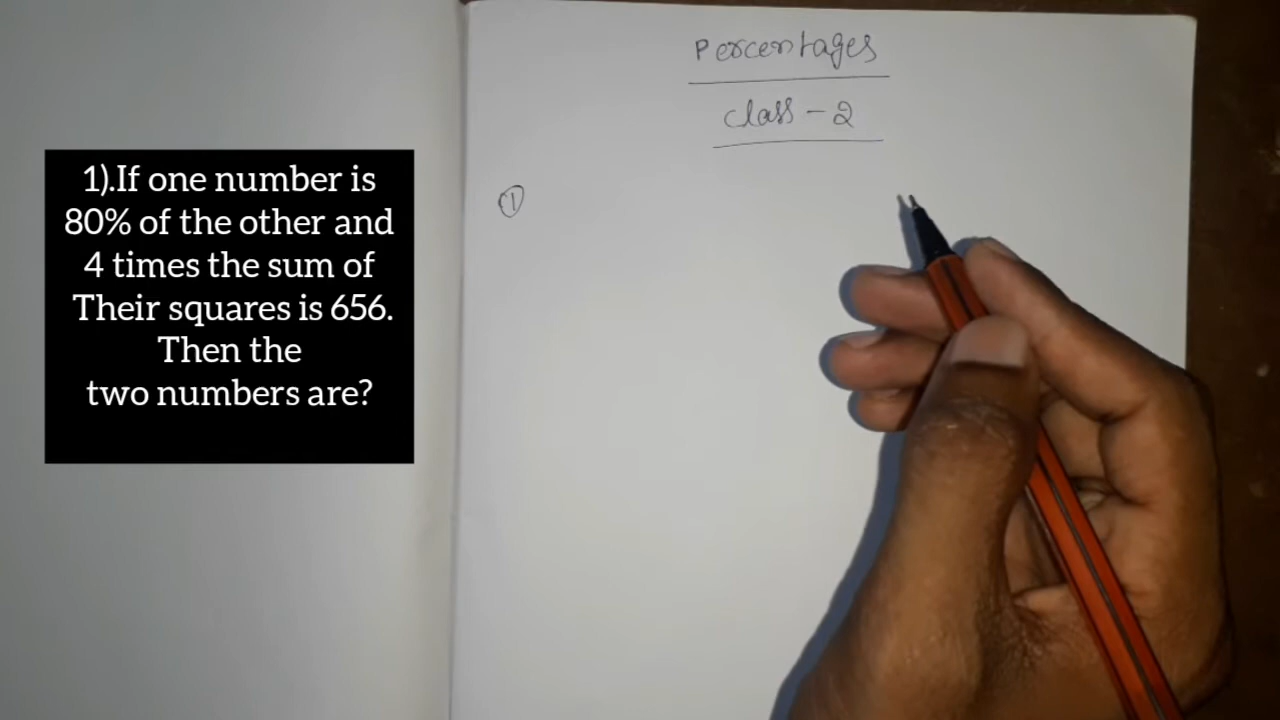 Percentages
class - 2
1).If one number is
80% of the other and
4 times the sum of
Their squares is 656.
Then the
two numbers are?
①